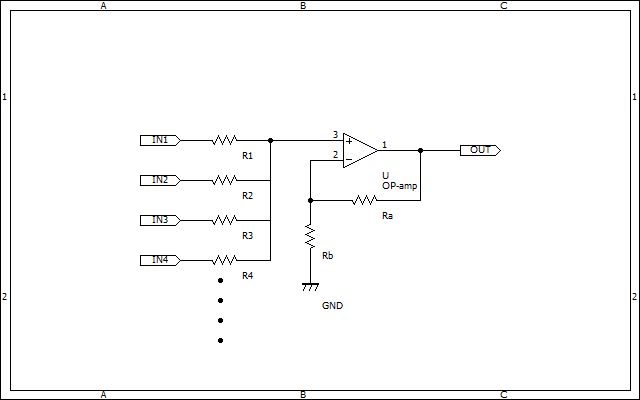 A B C
1 1
3
IN1 1
R1 2 OUT
U
IN2 OP-amp
R2
IN3 Ra
R3
Rb
IN4
R4
2 2
GND
A B C